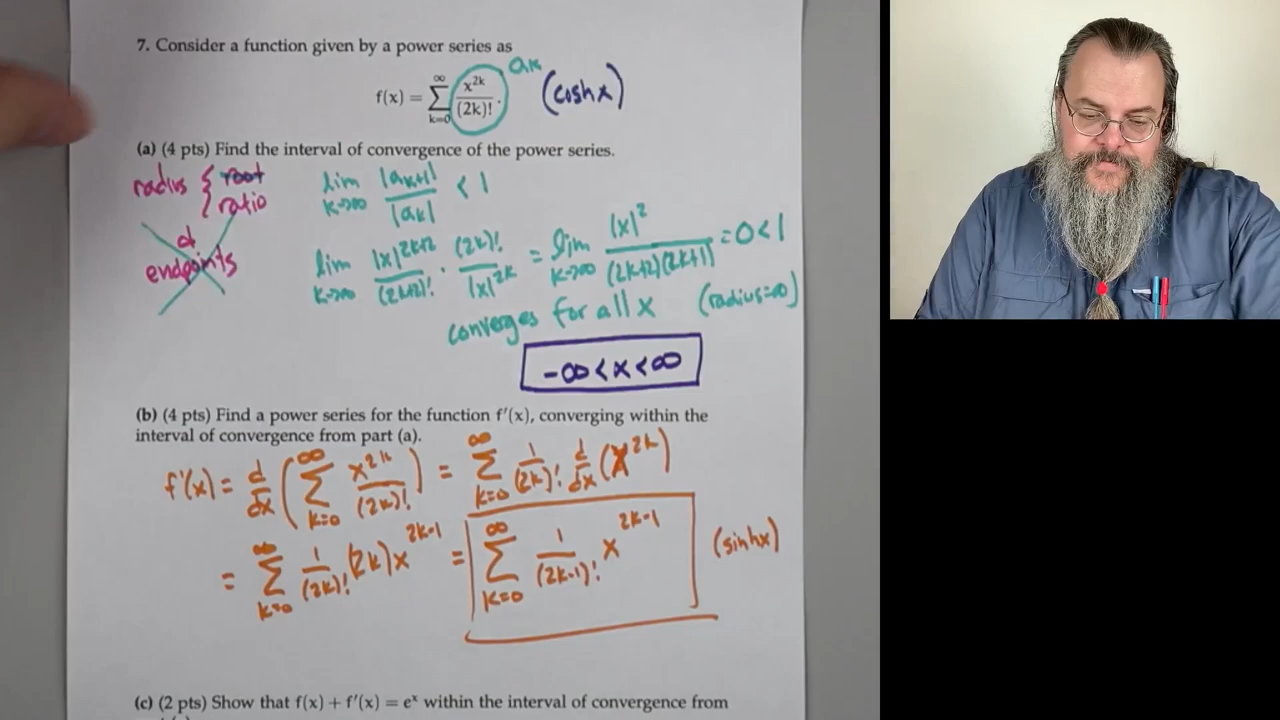 7. Consider a function given by a power series as
f(x) = ∑_{k=0}^{∞} x^{2k}/(2k)!. a_k (cosh x)
(a) (4 pts) Find the interval of convergence of the power series.
radius { root ratio
lim_{k→∞} |a_{k+1}|/|a_k| < 1
d
endpoints
lim_{k→∞} |x|^{2k+2}/(2k+2)! · (2k)!/|x|^{2k} = lim_{k→∞} |x|^2/((2k+2)(2k+1)) = 0 < 1
converges for all x (radius=∞)
-∞ < x < ∞
(b) (4 pts) Find a power series for the function f′(x), converging within the
interval of convergence from part (a).
f'(x) = d/dx (∑_{k=0}^{∞} x^{2k}/(2k)!) = ∑_{k=0}^{∞} 1/(2k)! d/dx (x^{2k})
= ∑_{k=0}^{∞} 1/(2k)! (2k) x^{2k-1} = ∑_{k=0}^{∞} 1/(2k-1)! x^{2k-1} (sinh x)
(c) (2 pts) Show that f(x) + f′(x) = e^x within the interval of convergence from